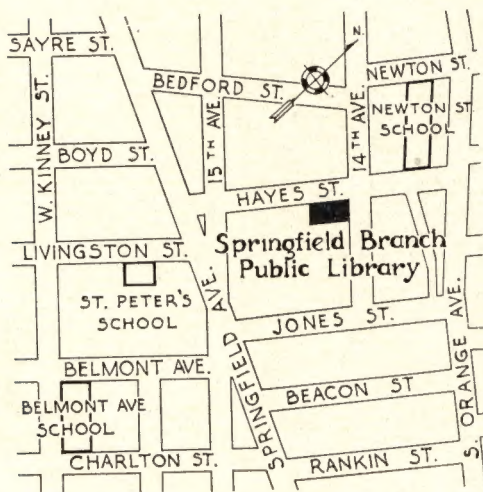 SAYRE ST.
W. KINNEY ST.
BOYD ST.
BEDFORD ST.
15TH AVE.
N.
14TH AVE.
NEWTON ST.
NEWTON ST.
SCHOOL
HAYES ST.
LIVINGSTON ST.
Springfield Branch
Public Library
ST. PETER'S
SCHOOL
SPRINGFIELD AVE.
JONES ST.
S. ORANGE AVE.
BELMONT AVE.
BELMONT AVE
SCHOOL
BEACON ST
CHARLTON ST.
RANKIN ST.